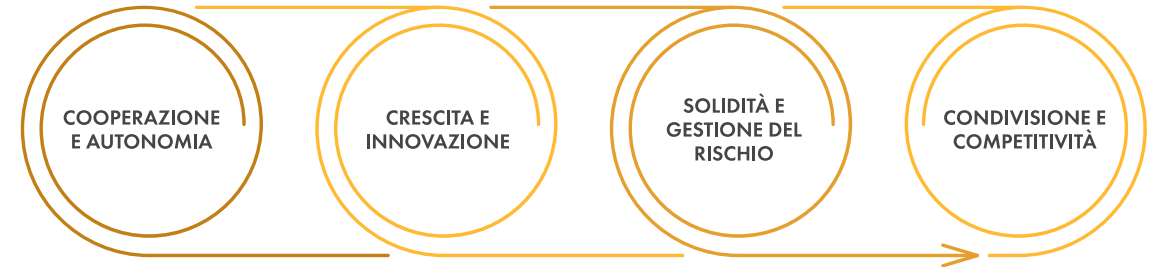 COOPERAZIONE
E AUTONOMIA
CRESCITA E
INNOVAZIONE
SOLIDITÀ E
GESTIONE DEL
RISCHIO
CONDIVISIONE E
COMPETITIVITÀ